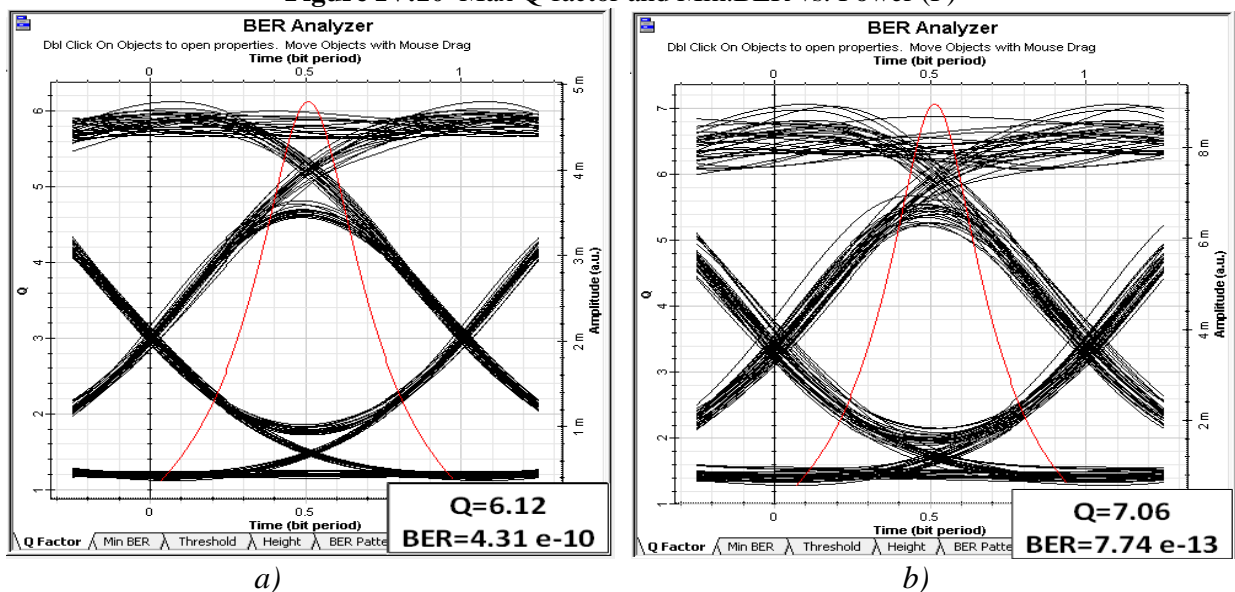 BER Analyzer
Dbl Click On Objects to open properties. Move Objects with Mouse Drag
Time (bit period)
0 0.5 1
6
5
4
3
2
1
Q
5 m
4 m
3 m
2 m
1 m
Amplitude (a.u.)
0 0.5 1
Time (bit period)
Q Factor Min BER Threshold Height BER Patte
Q=6.12
BER=4.31 e-10
a)
BER Analyzer
Dbl Click On Objects to open properties. Move Objects with Mouse Drag
Time (bit period)
0 0.5 1
7
6
5
4
3
2
1
Q
8 m
6 m
4 m
2 m
Amplitude (a.u.)
0 0.5
Time (bit period)
Q Factor Min BER Threshold Height BER Patte
Q=7.06
BER=7.74 e-13
b)